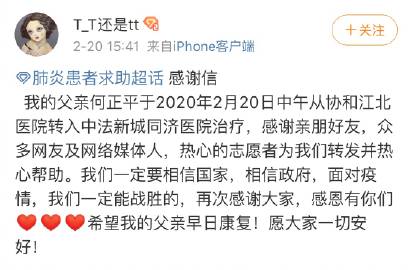 T_T还是tt
2-20 15:41 来自iPhone客户端
+关注
肺炎患者求助超话 感谢信
我的父亲何正平于2020年2月20日中午从协和江北
医院转入中法新城同济医院治疗，感谢亲朋好友，众
多网友及网络媒体人，热心的志愿者为我们转发并热
心帮助。我们一定要相信国家，相信政府，面对疫
情，我们一定能战胜的，再次感谢大家，感恩有你们
❤❤❤希望我的父亲早日康复！愿大家一切安
好！